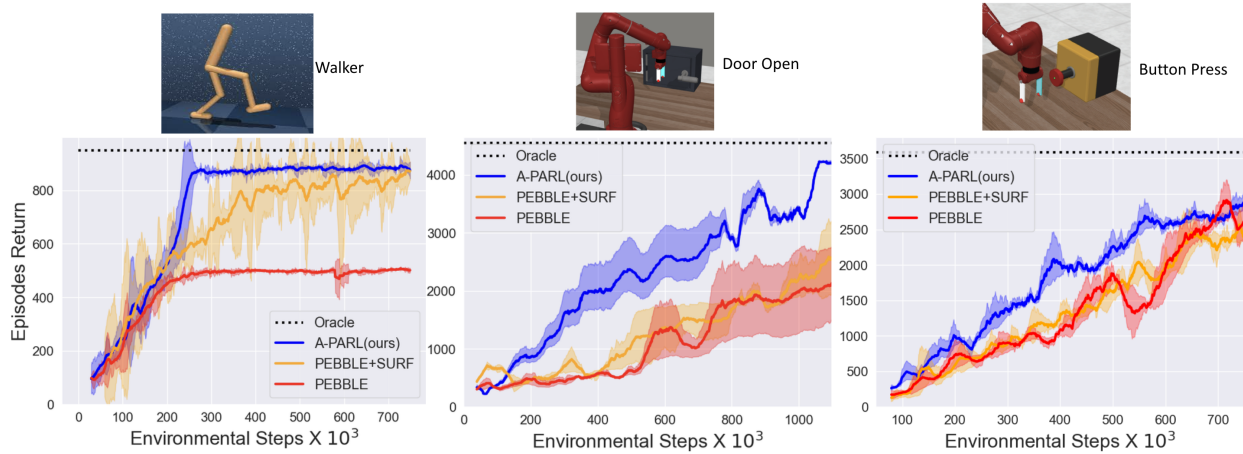 Walker
Door Open
Button Press
Episodes Return
800
600
400
200
0
0 100 200 300 400 500 600 700
Environmental Steps X 10³
Oracle
A-PARL(ours)
PEBBLE+SURF
PEBBLE
4000
3000
2000
1000
0
0 200 400 600 800 1000
Environmental Steps X 10³
Oracle
A-PARL(ours)
PEBBLE+SURF
PEBBLE
3500
3000
2500
2000
1500
1000
500
0
100 200 300 400 500 600 700
Environmental Steps X 10³
Oracle
A-PARL(ours)
PEBBLE+SURF
PEBBLE